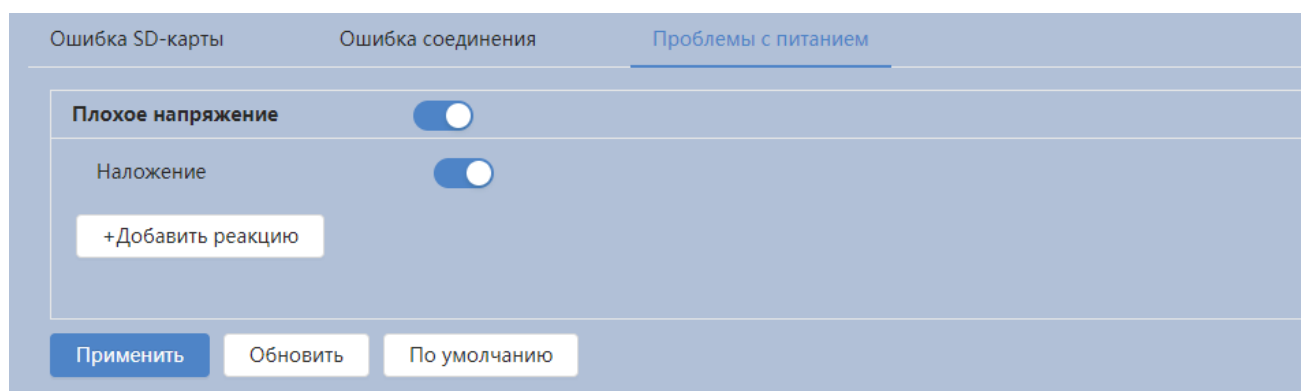 Ошибка SD-карты Ошибка соединения Проблемы с питанием
Плохое напряжение
Наложение
+Добавить реакцию
Применить Обновить По умолчанию